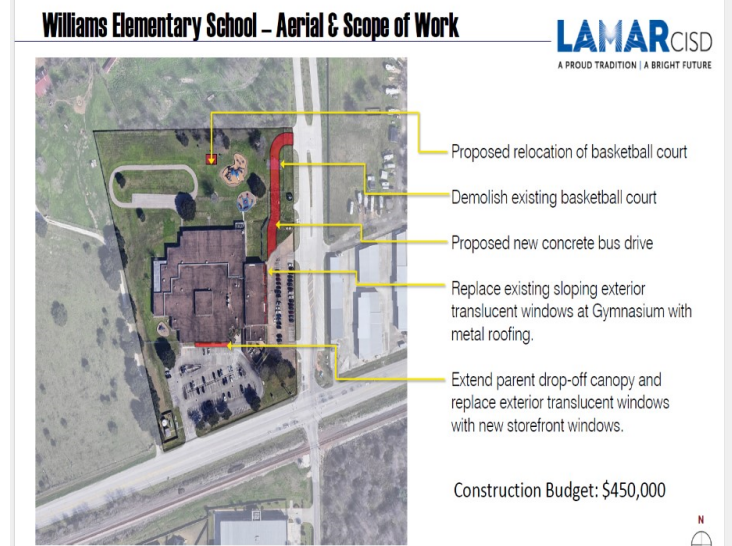 Williams Elementary School – Aerial & Scope of Work
LAMAR CISD
A PROUD TRADITION | A BRIGHT FUTURE
Proposed relocation of basketball court
Demolish existing basketball court
Proposed new concrete bus drive
Replace existing sloping exterior
translucent windows at Gymnasium with
metal roofing.
Extend parent drop-off canopy and
replace exterior translucent windows
with new storefront windows.
Construction Budget: $450,000
N